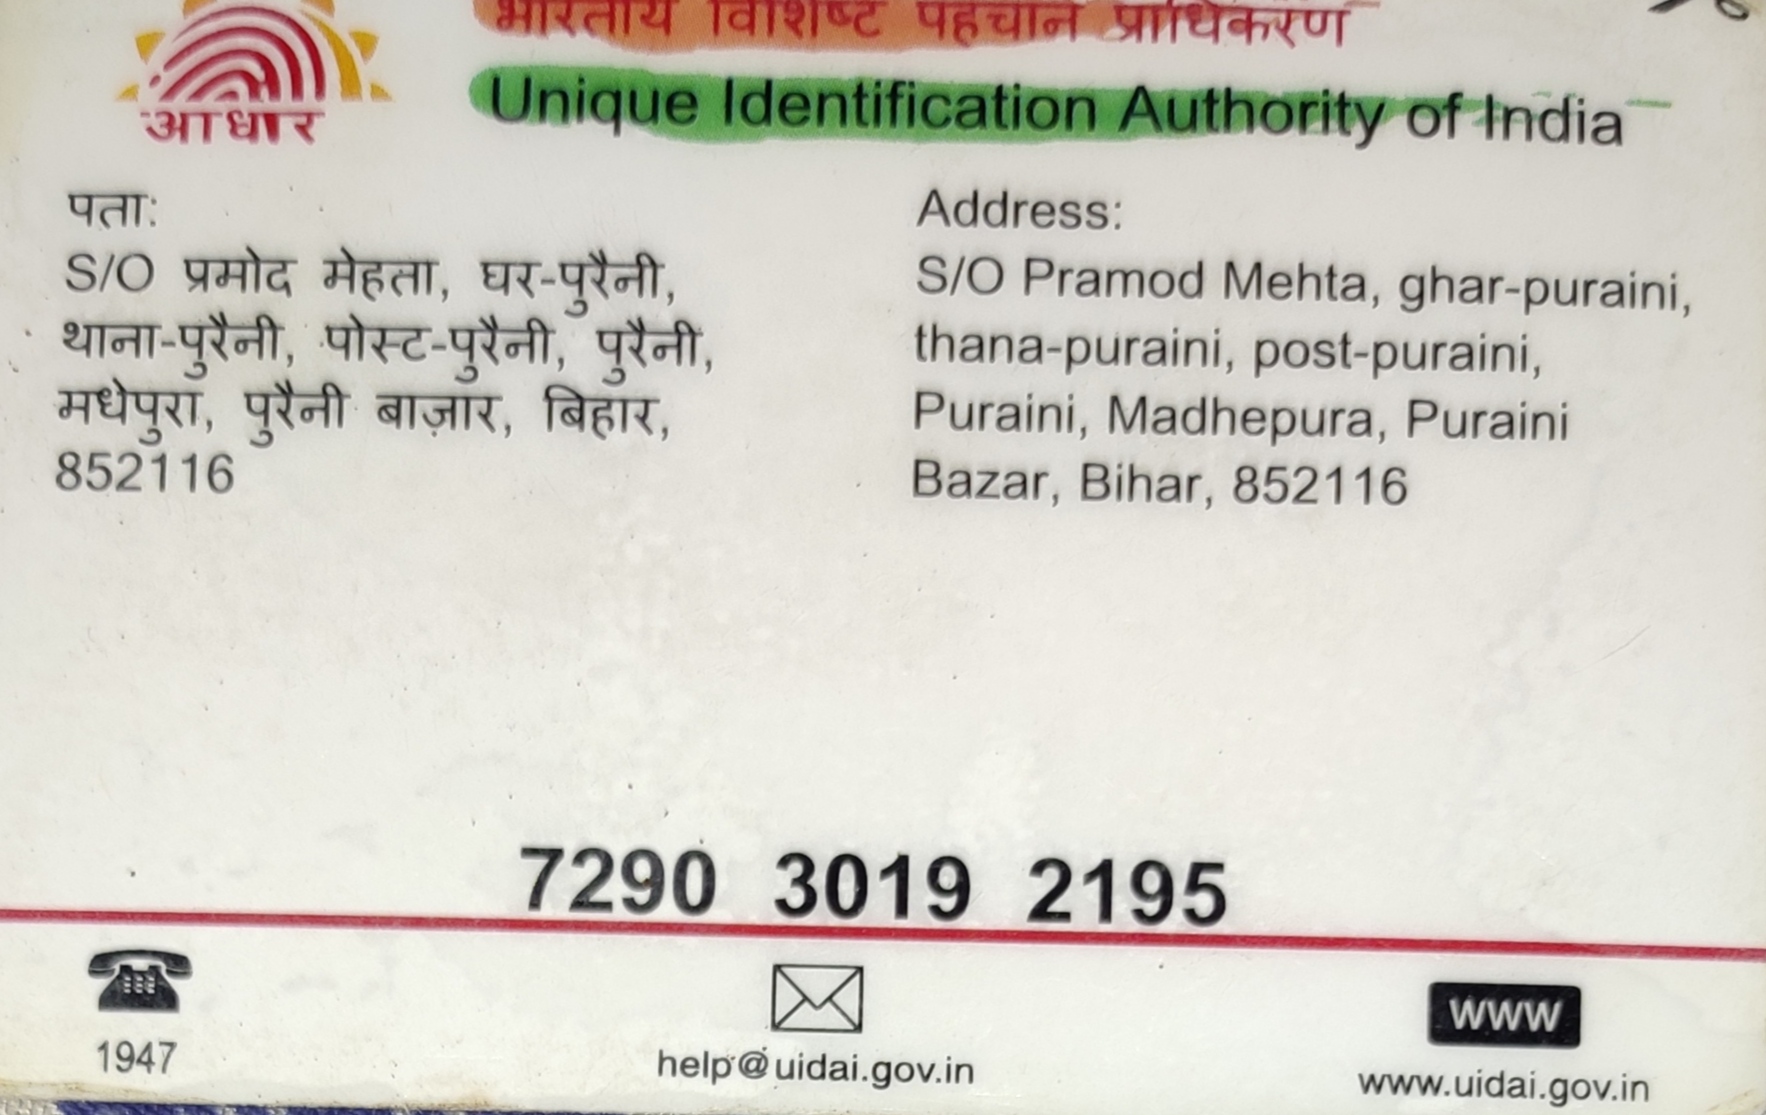 भारतीय विशिष्ट पहचान प्राधिकरण
आधार
Unique Identification Authority of India
पता:
S/O प्रमोद मेहता, घर-पुरैनी,
थाना-पुरैनी, पोस्ट-पुरैनी, पुरैनी,
मधेपुरा, पुरैनी बाज़ार, बिहार,
852116
Address:
S/O Pramod Mehta, ghar-puraini,
thana-puraini, post-puraini,
Puraini, Madhepura, Puraini
Bazar, Bihar, 852116
7290 3019 2195
1947
help@uidai.gov.in
www
www.uidai.gov.in